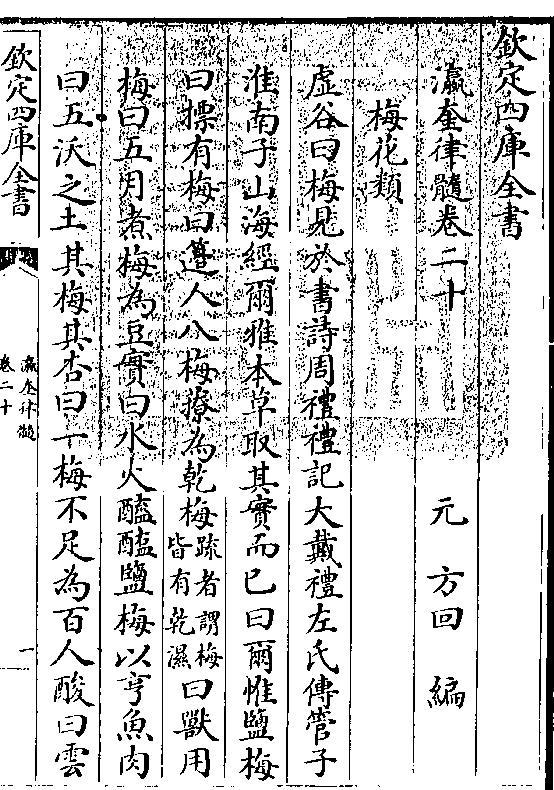 欽定四庫全書
瀛奎律髓卷二十
元 方回 編
梅花類
虚谷曰梅見於書詩周禮禮記大戴禮左氏傳管子
淮南子山海經爾雅本草取其實而已曰爾惟鹽梅
曰摽有梅曰籩人八梅䕩為乾梅疏者謂梅皆有乾濕曰獸用
梅曰五月煮梅為豆實曰水火醯醢鹽梅以亨魚肉
曰五沃之土其梅其杏曰一梅不足為百人酸曰雲
欽定四庫全書
瀛奎律髓
卷二十
一